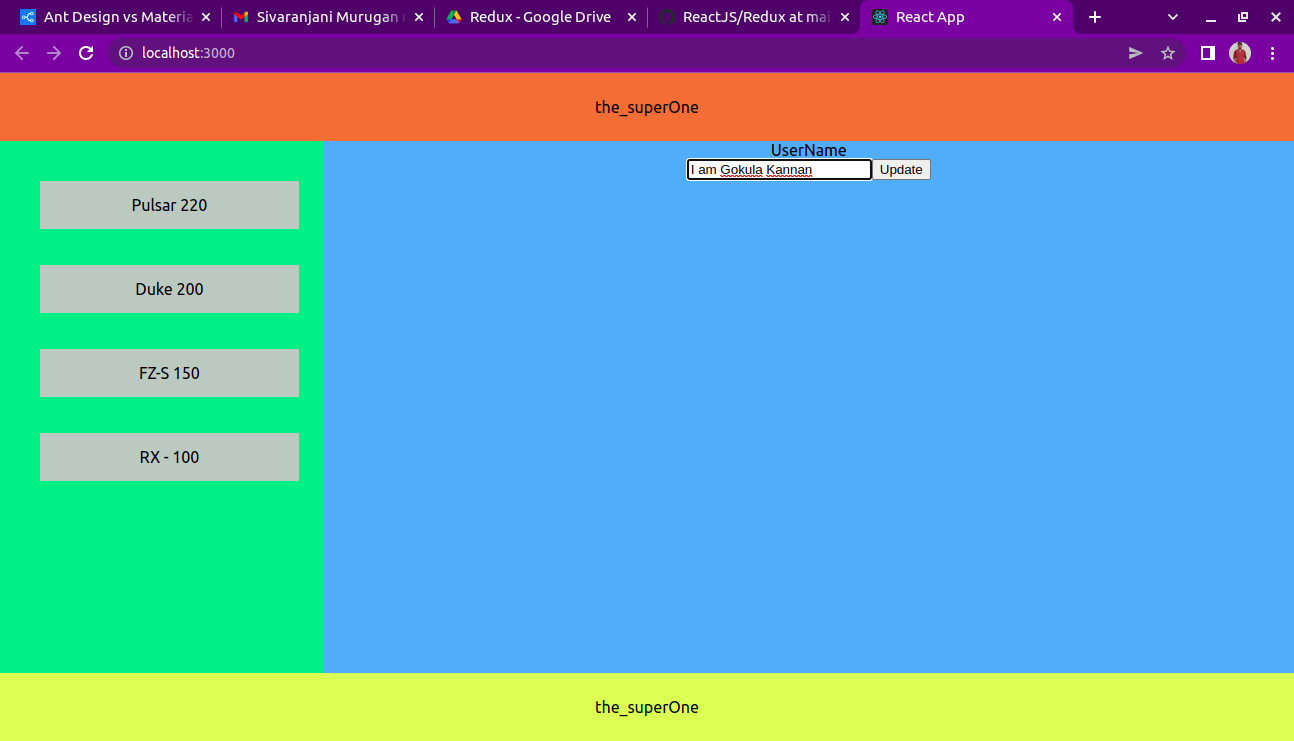 Ant Design vs Materia
Sivaranjani Murugan
Redux - Google Drive
ReactJS/Redux at mai
React App
localhost:3000
the_superOne
UserName
I am Gokula Kannan
Update
Pulsar 220
Duke 200
FZ-S 150
RX - 100
the_superOne